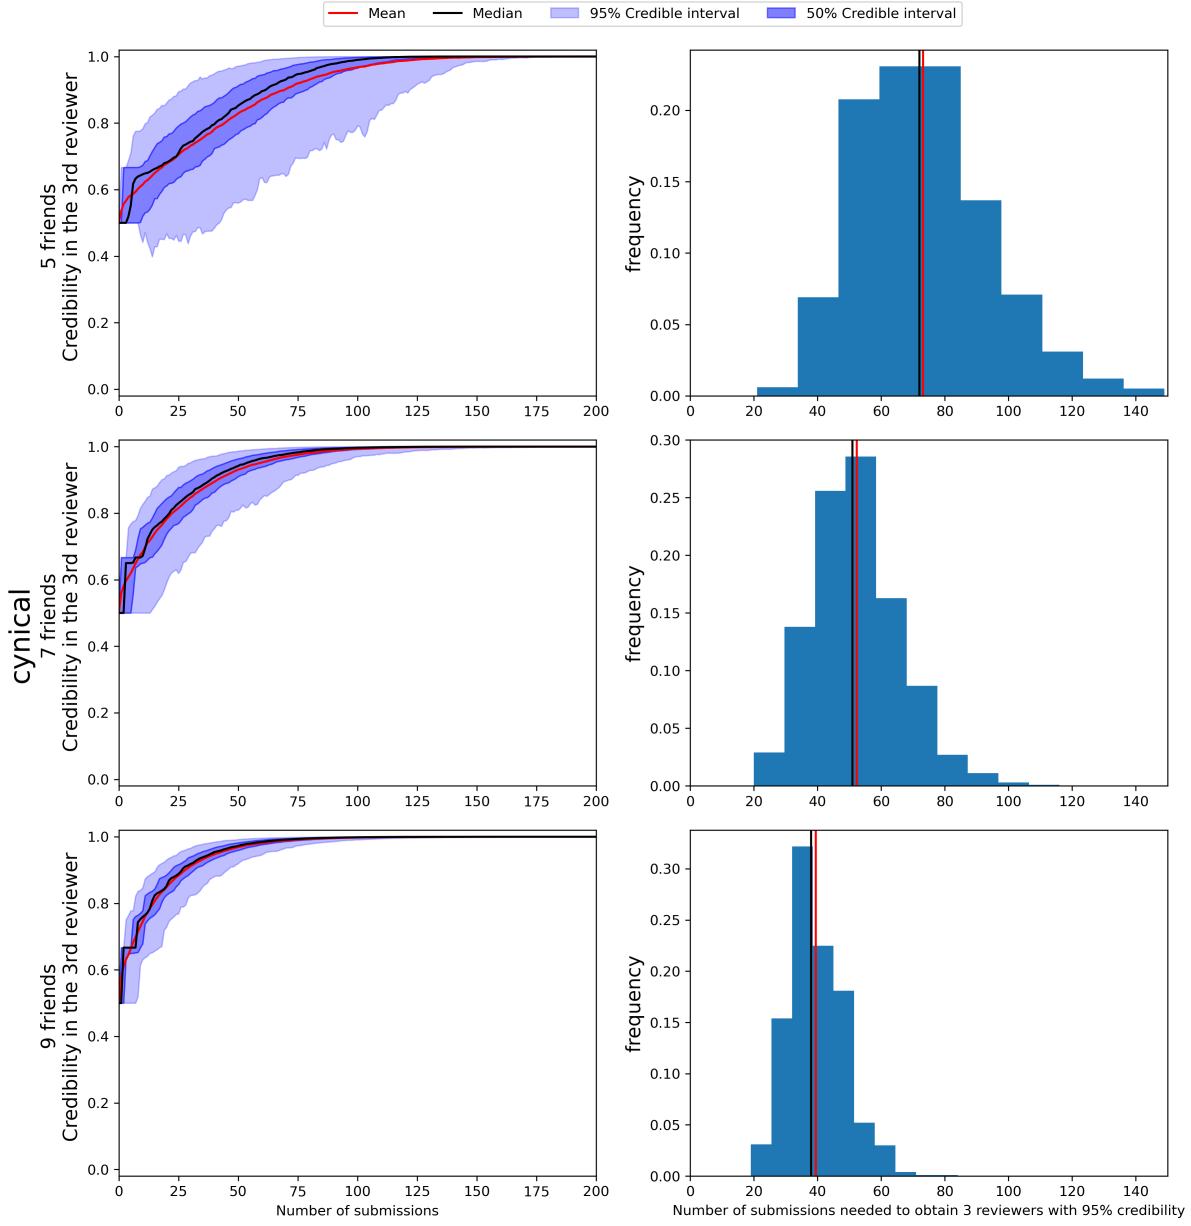 Mean Median 95% Credible interval 50% Credible interval
cynical
5 friends
Credibility in the 3rd reviewer
1.0
0.8
0.6
0.4
0.2
0.0
0 25 50 75 100 125 150 175 200
frequency
0.20
0.15
0.10
0.05
0.00
0 20 40 60 80 100 120 140
7 friends
Credibility in the 3rd reviewer
1.0
0.8
0.6
0.4
0.2
0.0
0 25 50 75 100 125 150 175 200
frequency
0.30
0.25
0.20
0.15
0.10
0.05
0.00
0 20 40 60 80 100 120 140
9 friends
Credibility in the 3rd reviewer
1.0
0.8
0.6
0.4
0.2
0.0
0 25 50 75 100 125 150 175 200
Number of submissions
frequency
0.30
0.25
0.20
0.15
0.10
0.05
0.00
0 20 40 60 80 100 120 140
Number of submissions needed to obtain 3 reviewers with 95% credibility